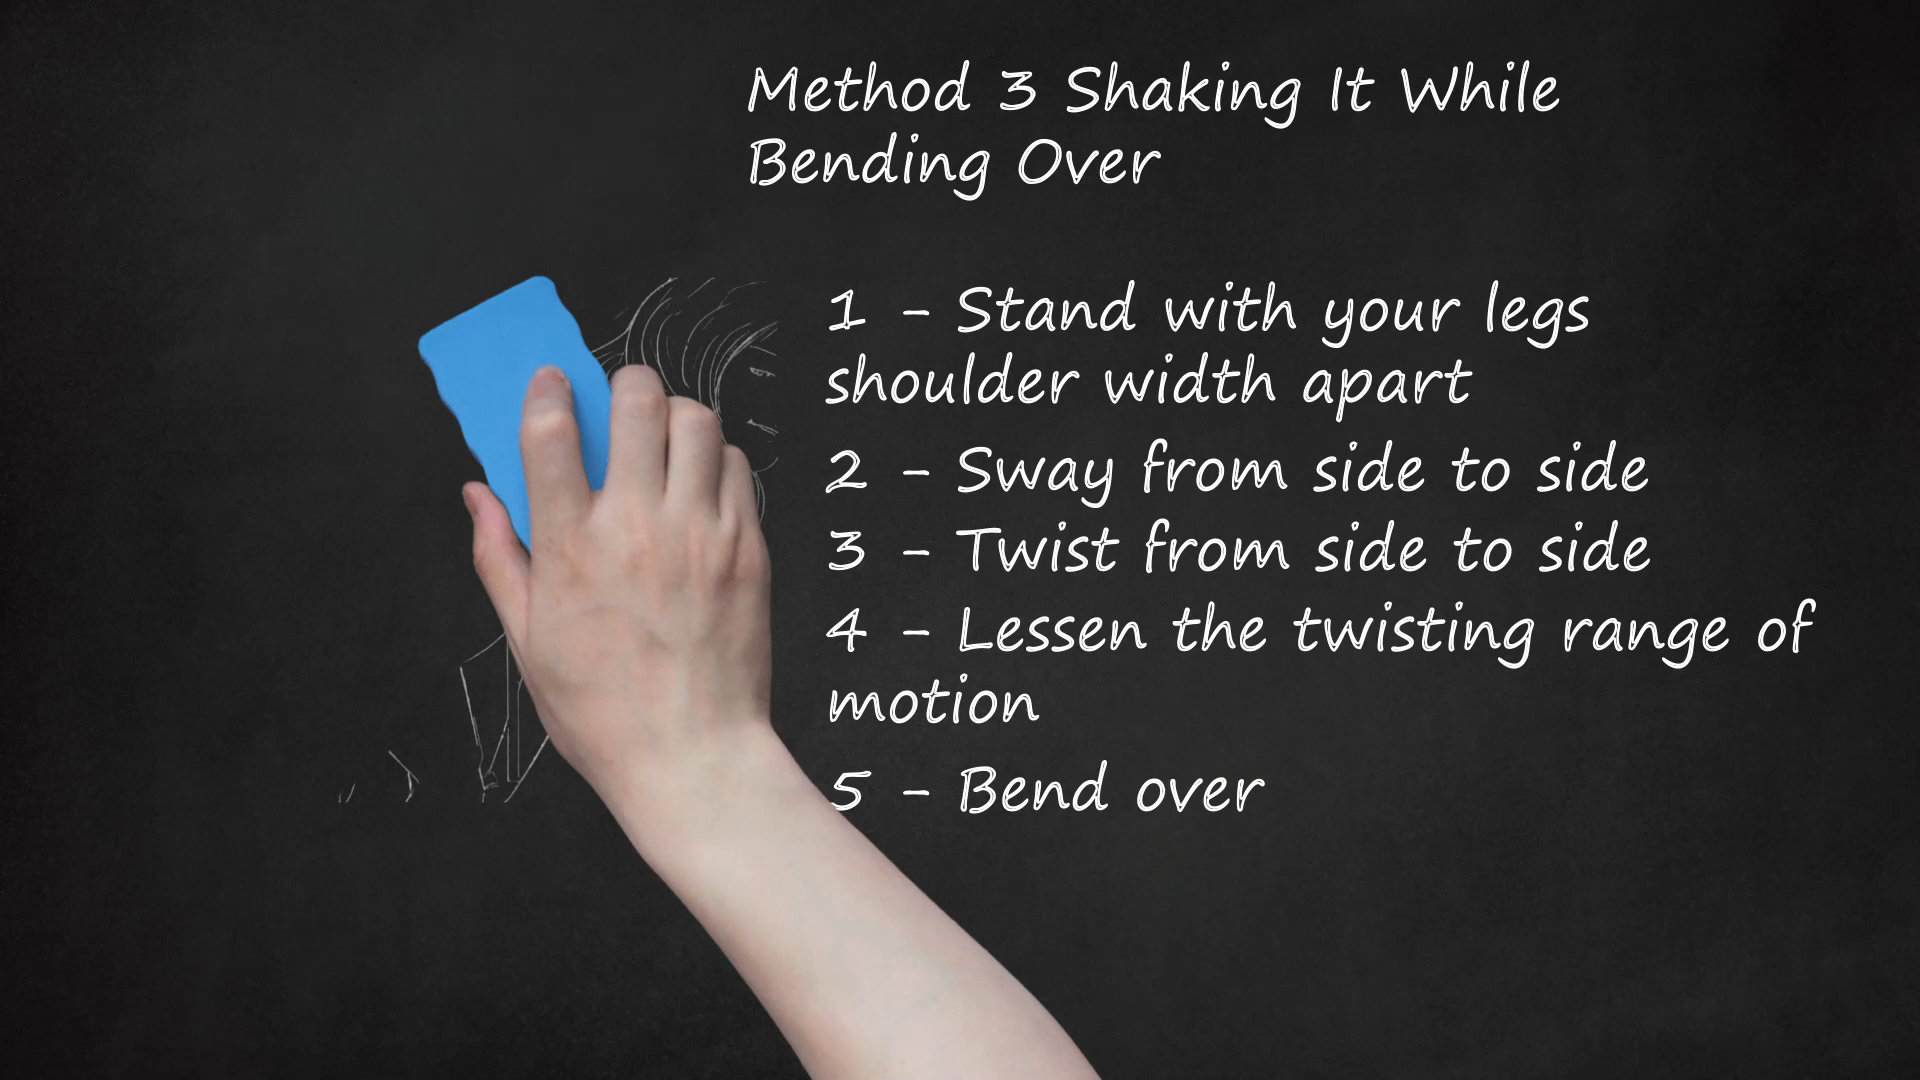 Method 3 Shaking It While
Bending Over
1 - Stand with your legs
shoulder width apart
2 - Sway from side to side
3 - Twist from side to side
4 - Lessen the twisting range of
motion
5 - Bend over